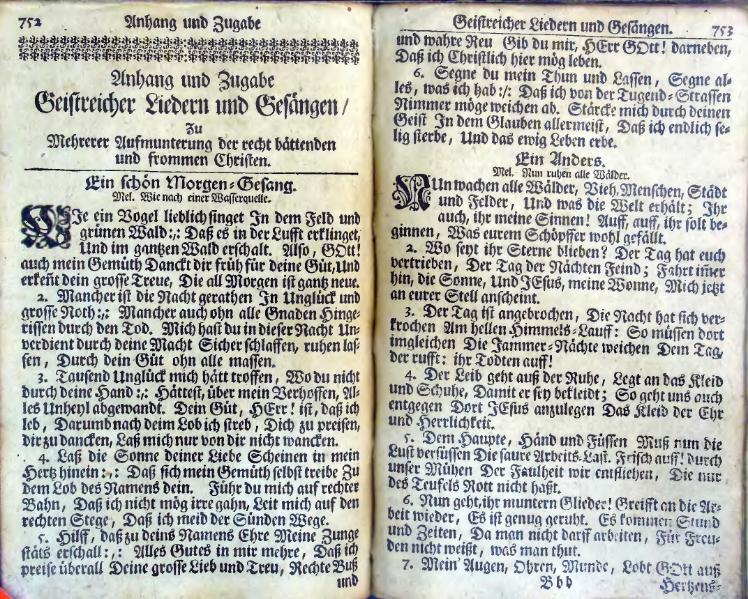 752 Anhang und Zugabe
Anhang und Zugabe
Geistreicher Liedern und Gesängen/
Zu
Mehrerer Aufmunterung der recht bättenden
und frommen Christen.
Ein schön Morgen-Gesang.
Mel. Wie nach einer Wasserquelle.
WJe ein Vogel lieblich singet In dem Feld und
grünen Wald:,: Daß es in der Lufft erklinget,
Und im gantzen Wald erschalt. Also, GOtt!
auch mein Gemüth Danckt dir früh für deine Güt, Und
erkeñt dein grosse Treue, Die all Morgen ist gantz neue.
2. Mancher ist die Nacht gerathen In Unglück und
grosse Noth:,: Mancher auch ohn alle Gnaden Hinge-
rissen durch den Tod. Mich hast du in dieser Nacht Un-
verdient durch deine Macht Sicher schlaffen, ruhen las-
sen, Durch dein Güt ohn alle massen.
3. Tausend Unglück mich hätt troffen, Wo du nicht
durch deine Hand:,: Hättest, über mein Verhoffen, Al-
les Unheyl abgewandt. Dein Güt, HErr! ist, daß ich
leb, Darum b nach deim Lob ich streb, Dich zu preisen,
dir zu dancken, Laß mich nur von dir nicht wancken.
4. Laß die Sonne deiner Liebe Scheinen in mein
Hertz hinein:,: Daß sich mein Gemüth selbst treibe Zu
dem Lob des Namens dein. Führ du mich auf rechter
Bahn, Daß ich nicht mög irre gahn, Leit mich auf den
rechten Stege, Daß ich meid der Sünden Wege.
5. Hilff, daß zu deins Namens Ehre Meine Zunge
stäts erschall:,: Alles Gutes in mir mehre, Daß ich
preise überall Deine grosse Lieb und Treu, Rechte Buß
und
Geistreicher Liedern und Gesängen. 753
und wahre Reu Gib du mir, HErr GOtt! darneben,
Daß ich Christlich hier mög leben.
6. Segne du mein Thun und Lassen, Segne al-
les, was ich hab:/: Daß ich von der Tugend-Strassen
Nimmer möge weichen ab. Stärcke mich durch deinen
Geist In dem Glauben allermeist, Daß ich endlich se-
lig sterbe, Und das ewig Leben erbe.
Ein Anders.
Mel. Nun ruhen alle Wälder.
NUn wachen alle Wälder, Vieh, Menschen, Städt
und Felder, Und was die Welt erhält; Ihr
auch, ihr meine Sinnen! Auff, auff, ihr solt be-
ginnen, Was eurem Schöpffer wohl gefällt.
2. Wo seyt ihr Sterne blieben? Der Tag hat euch
vertrieben, Der Tag der Nächten Feind; Fahrt iṁer
hin, die Sonne, Und JEsus, meine Wonne, Mich jetzt
an eurer Stell anscheint.
3. Der Tag ist angebrochen, Die Nacht hat sich ver-
krochen Am hellen Himmels-Lauff: So müssen dort
imgleichen Die Jammer-Nächte weichen Dem Tag,
der rufft: ihr Todten auff!
4. Der Leib geht auß der Ruhe, Legt an das Kleid
und Schuhe, Damit er sey bekleidt; So geht uns auch
entgegen Dort JEsus anzulegen Das Kleid der Ehr
und Herrlichkeit.
5. Dem Haupte, Händ und Füssen Muß nun die
Lust versüssen Die saure Arbeits-Last. Frisch auff! durch
unser Mühen Der Faulheit wir entfliehen, Die nur
des Teufels Rott nicht haßt.
6. Nun geht, ihr muntern Glieder! Greifft an die Ar-
beit wieder, Es ist genug geruht. Es kommen Stund
und Zeiten, Da man nicht darff arbeiten, Für Freu-
den nicht weißt, was man thut.
7. Mein Augen, Ohren, Munde, Lobt GOtt auß
Bbb Hertzens-